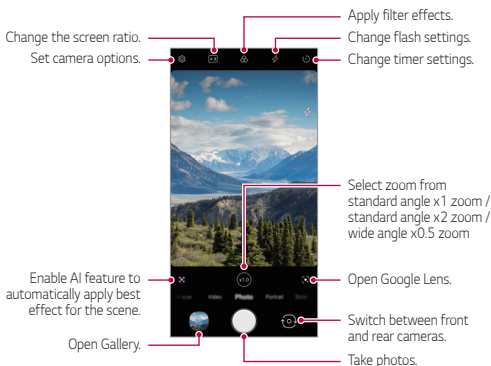 Apply filter effects.
Change the screen ratio.
Change flash settings.
Set camera options.
Change timer settings.
Select zoom from
standard angle x1 zoom /
standard angle x2 zoom /
wide angle x0.5 zoom
Enable AI feature to
automatically apply best
effect for the scene.
x1.0
Open Google Lens.
Video Photo Portrait
Switch between front
and rear cameras.
Open Gallery.
Take photos.